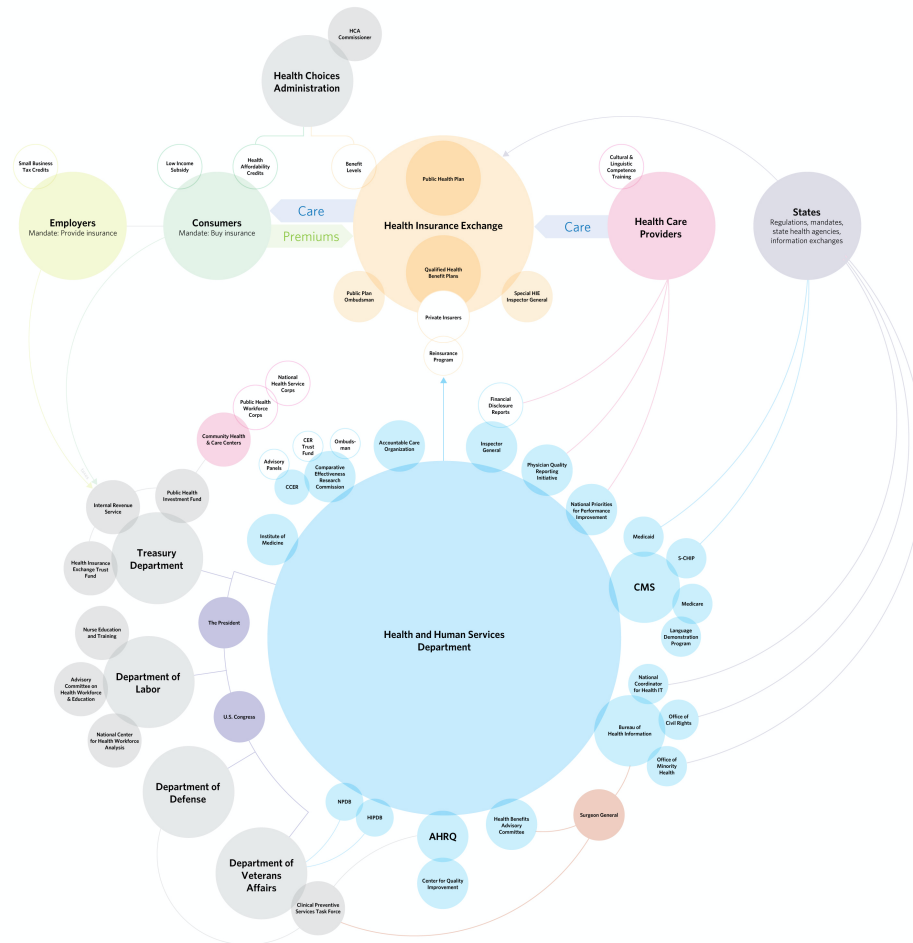 HCA
Commissioner
Health Choices
Administration
Small Business
Tax Credits
Low Income
Subsidy
Health
Affordability
Credits
Benefit
Levels
Public Health Plan
Cultural &
Linguistic
Competence
Training
Employers
Mandate: Provide insurance
Consumers
Mandate: Buy insurance
Care
Premiums
Health Insurance Exchange
Care
Health Care
Providers
States
Regulations, mandates,
state health agencies,
information exchanges
Qualified Health
Benefit Plans
Public Plan
Ombudsman
Special HIE
Inspector General
Private Insurers
Reinsurance
Program
National
Health Service
Corps
Public Health
Workforce
Corps
Community Health
& Care Centers
Financial
Disclosure
Reports
CER
Trust
Fund
Ombuds-
man
Accountable Care
Organization
Inspector
General
Advisory
Panels
CCER
Comparative
Effectiveness
Research
Commission
Physician Quality
Reporting
Initiative
National Priorities
for Performance
Improvement
Internal Revenue
Service
Public Health
Investment Fund
Institute of
Medicine
Medicaid
S-CHIP
Treasury
Department
Health Insurance
Exchange Trust
Fund
CMS
Medicare
Language
Demonstration
Program
The President
Nurse Education
and Training
Health and Human Services
Department
Department of
Labor
Advisory
Committee on
Health Workforce
& Education
National
Coordinator
for Health IT
U.S. Congress
National Center
for Health Workforce
Analysis
Bureau of
Health Information
Office of
Civil Rights
Office of
Minority
Health
Department of
Defense
NPDB
HIPDB
Health Benefits
Advisory
Committee
Surgeon General
AHRQ
Department of
Veterans
Affairs
Center for Quality
Improvement
Clinical Preventive
Services Task Force